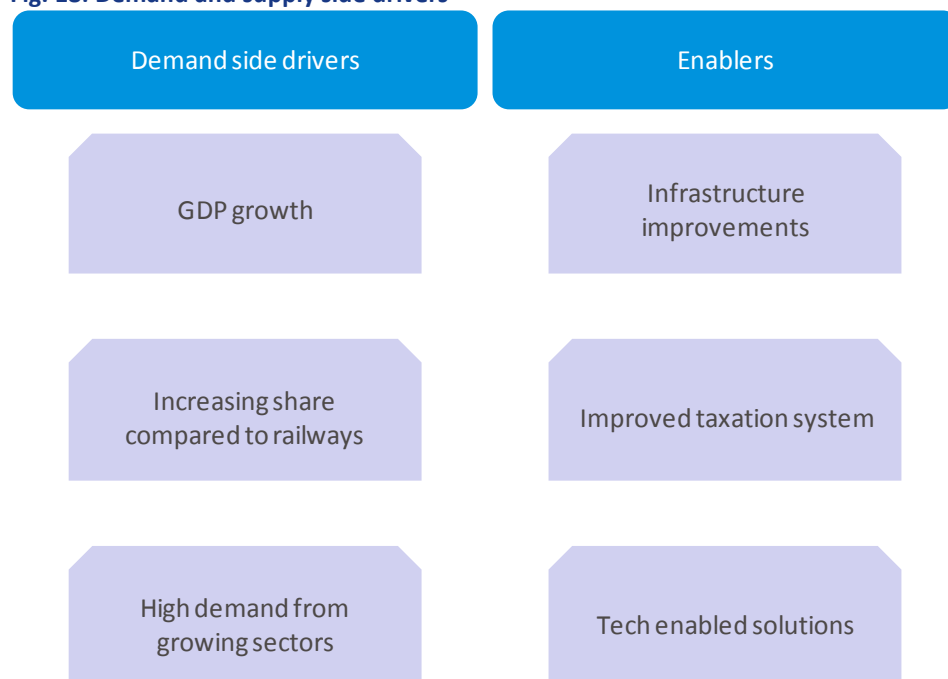 Demand and supply side drivers
Demand side drivers
Enablers
GDP growth
Infrastructure
improvements
Increasing share
compared to railways
Improved taxation system
High demand from
growing sectors
Tech enabled solutions